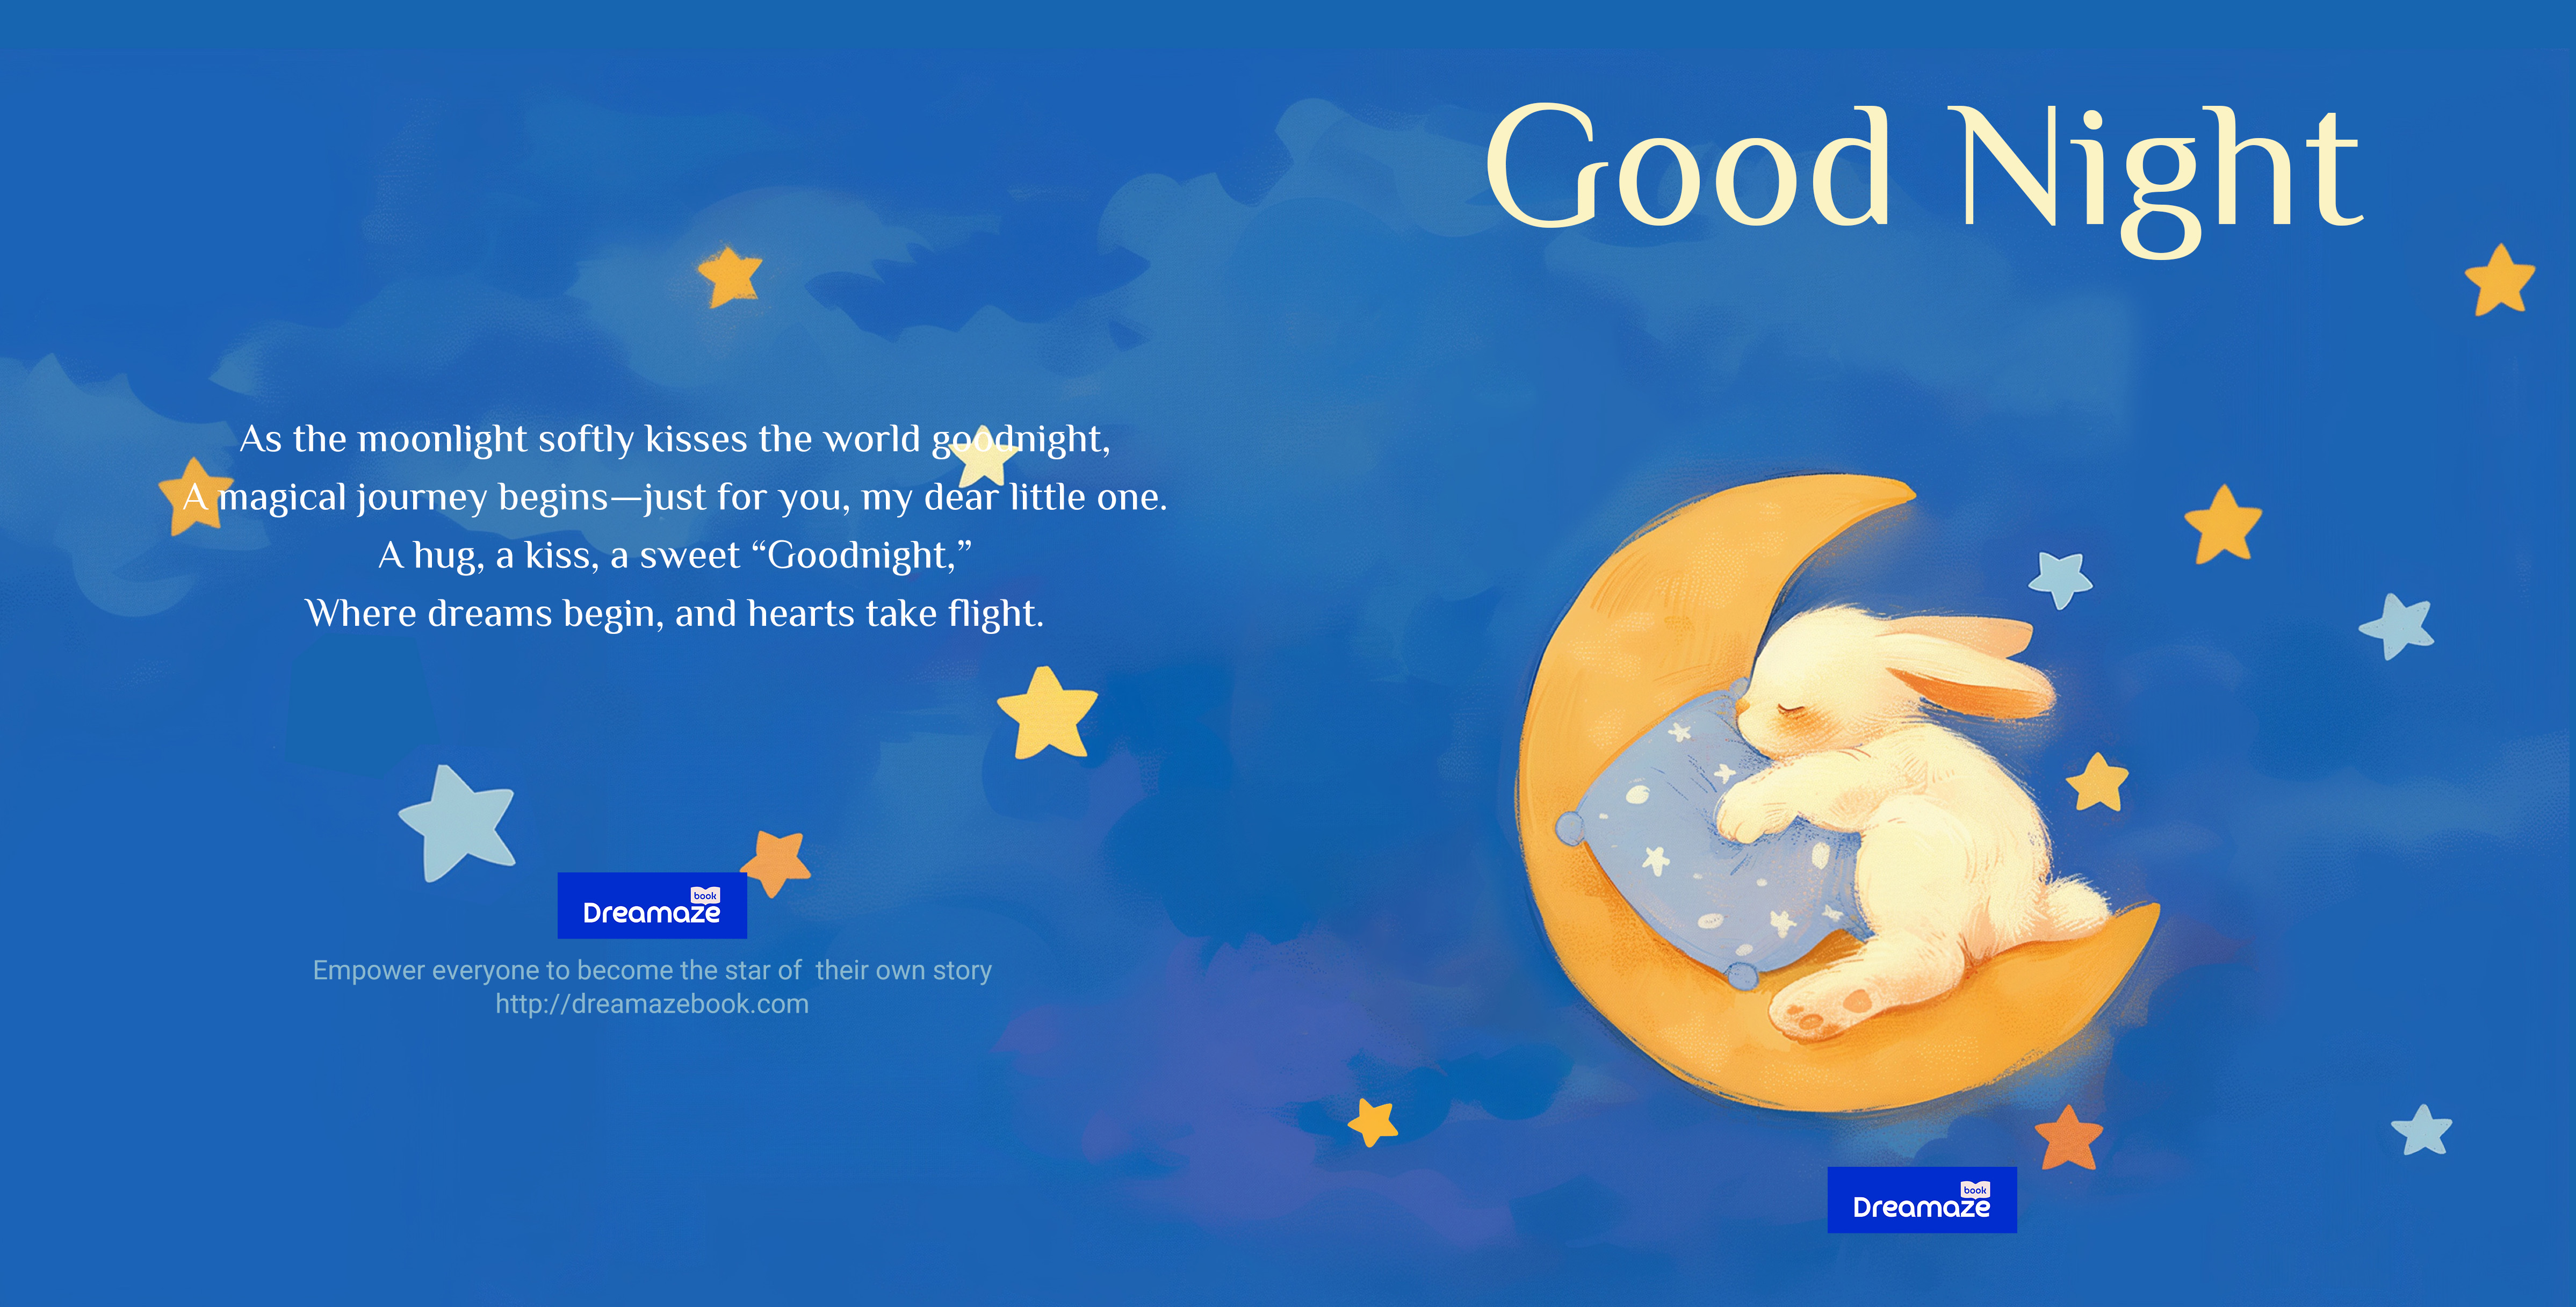 Good Night
As the moonlight softly kisses the world goodnight,
A magical journey begins—just for you, my dear little one.
A hug, a kiss, a sweet “Goodnight,”
Where dreams begin, and hearts take flight.
book
Dreamaze
Empower everyone to become the star of  their own story
http://dreamazebook.com
book
Dreamaze